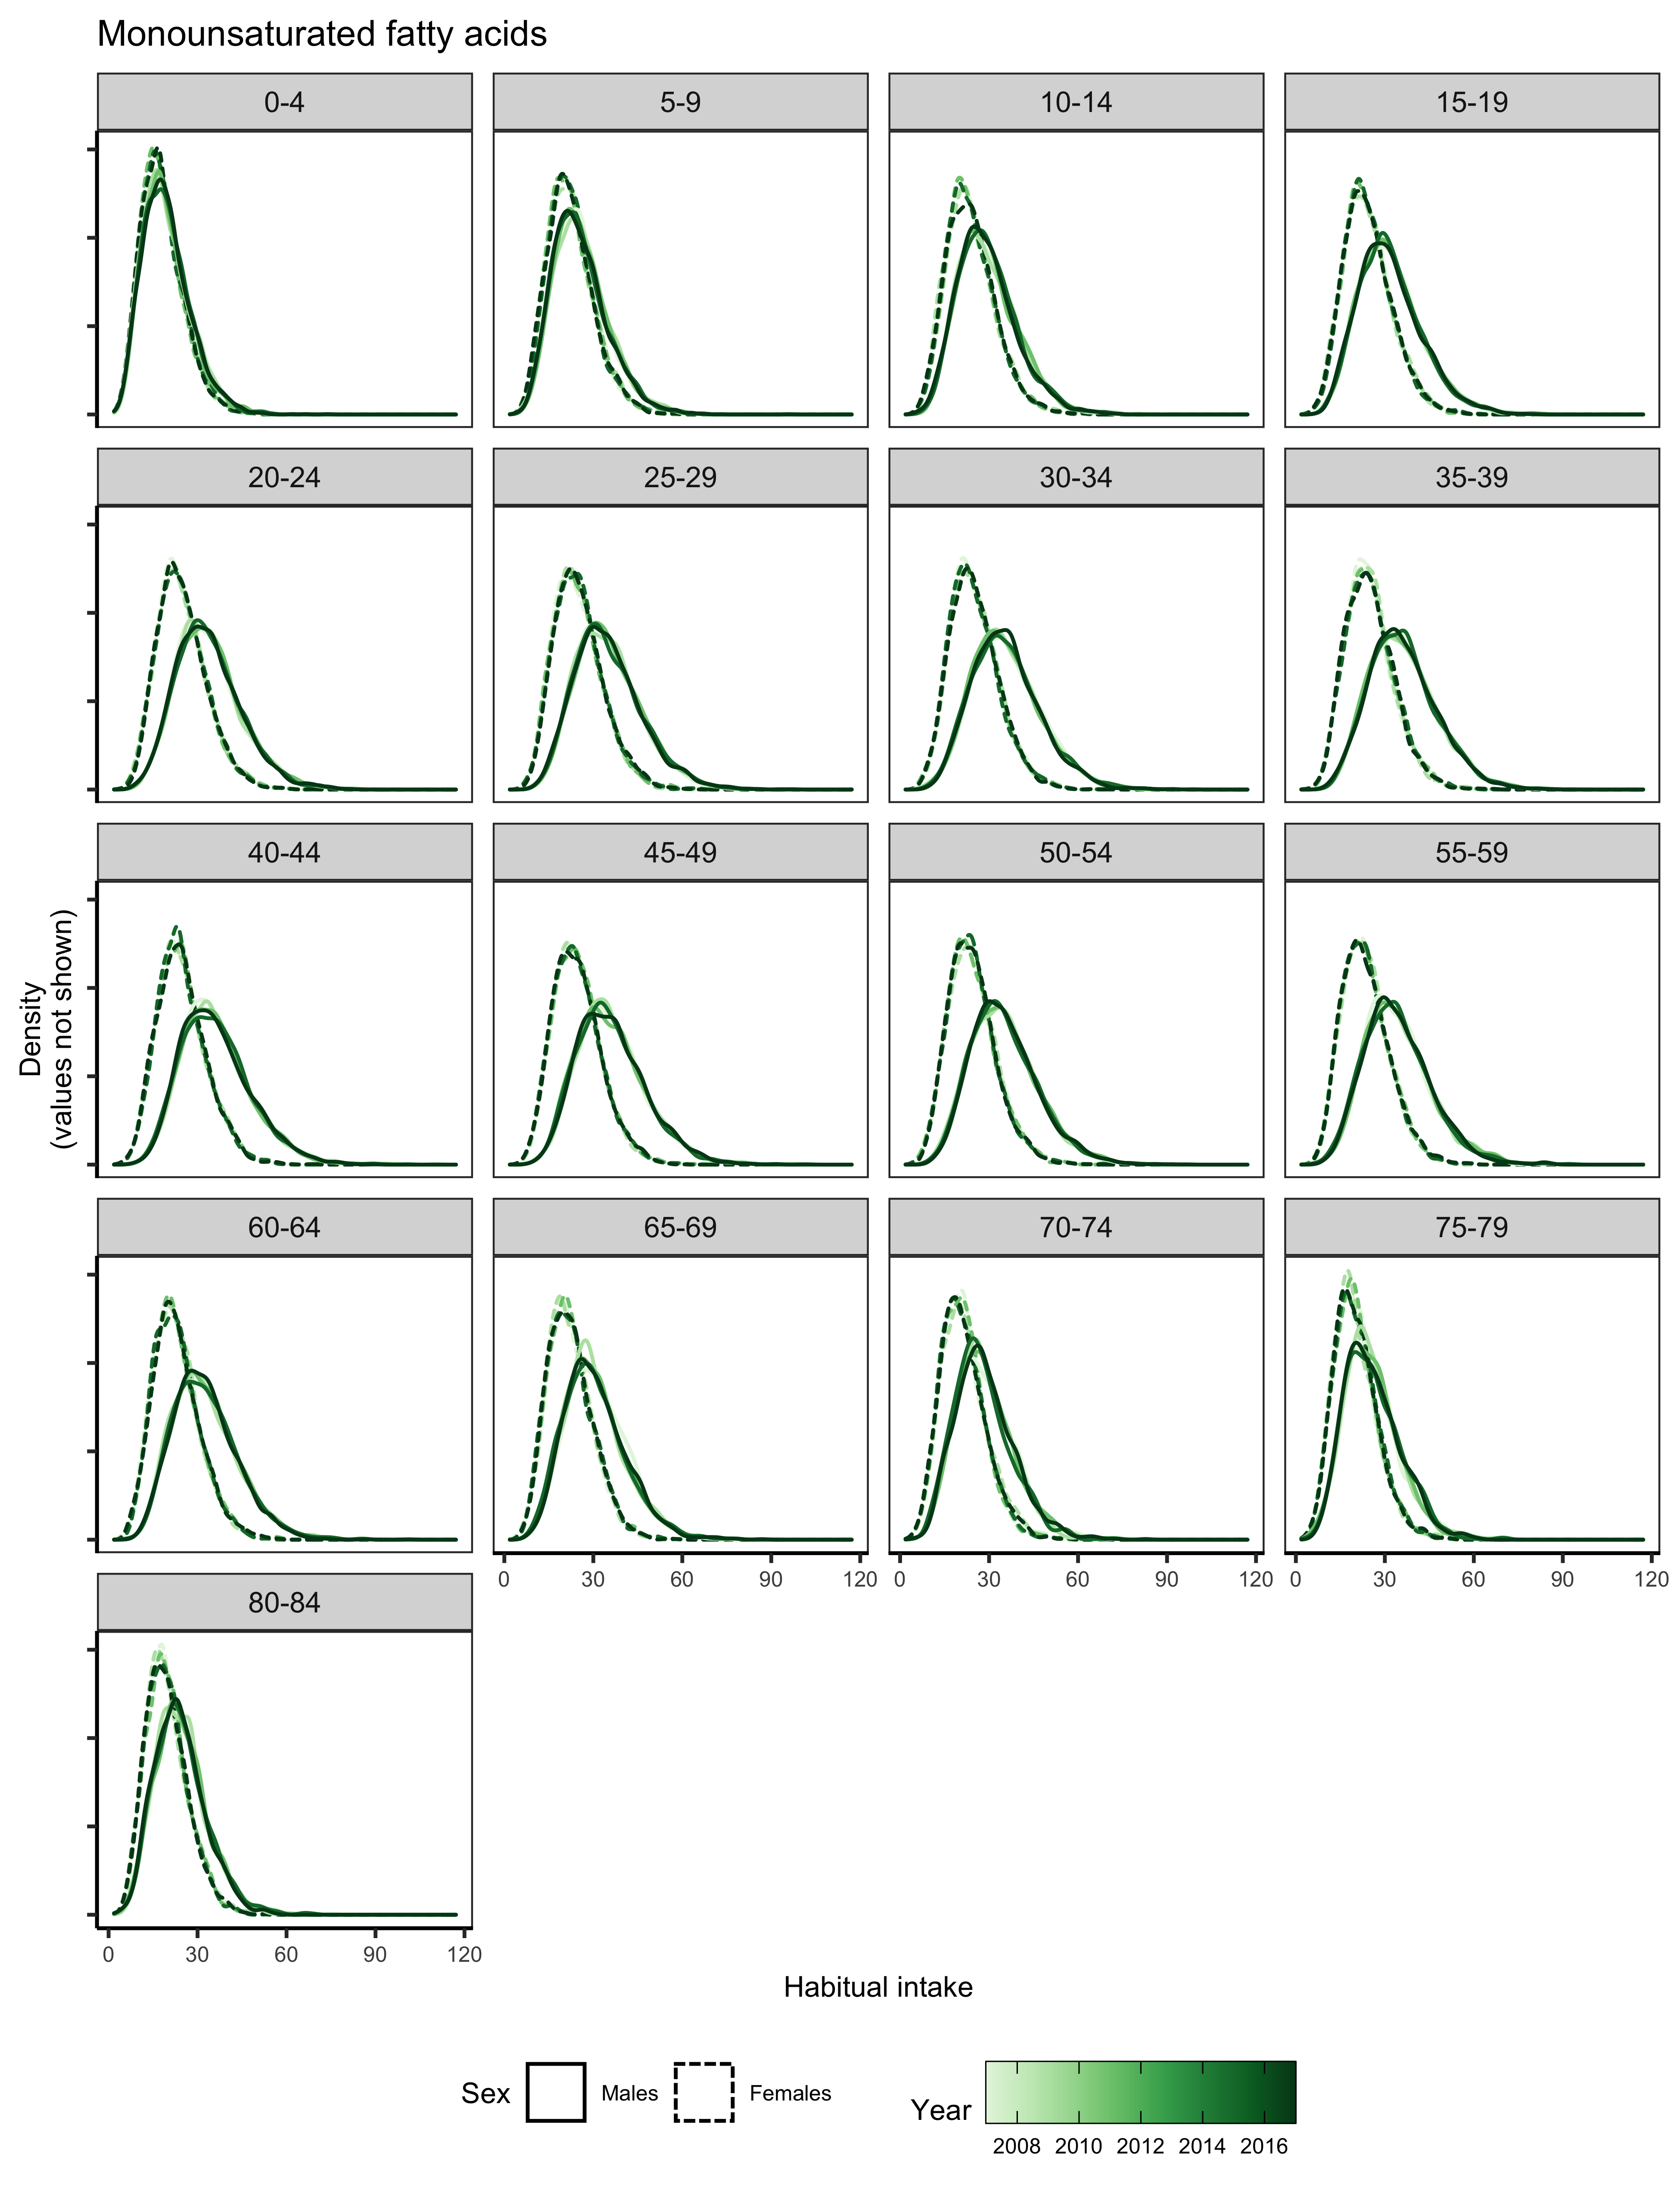 Monounsaturated fatty acids
0-4 5-9 10-14 15-19
20-24 25-29 30-34 35-39
40-44 45-49 50-54 55-59
Density
(values not shown)
60-64 65-69 70-74 75-79
0 30 60 90 120 0 30 60 90 120 0 30 60 90 120
80-84
0 30 60 90 120
Habitual intake
Sex Males Females
Year
2008 2010 2012 2014 2016